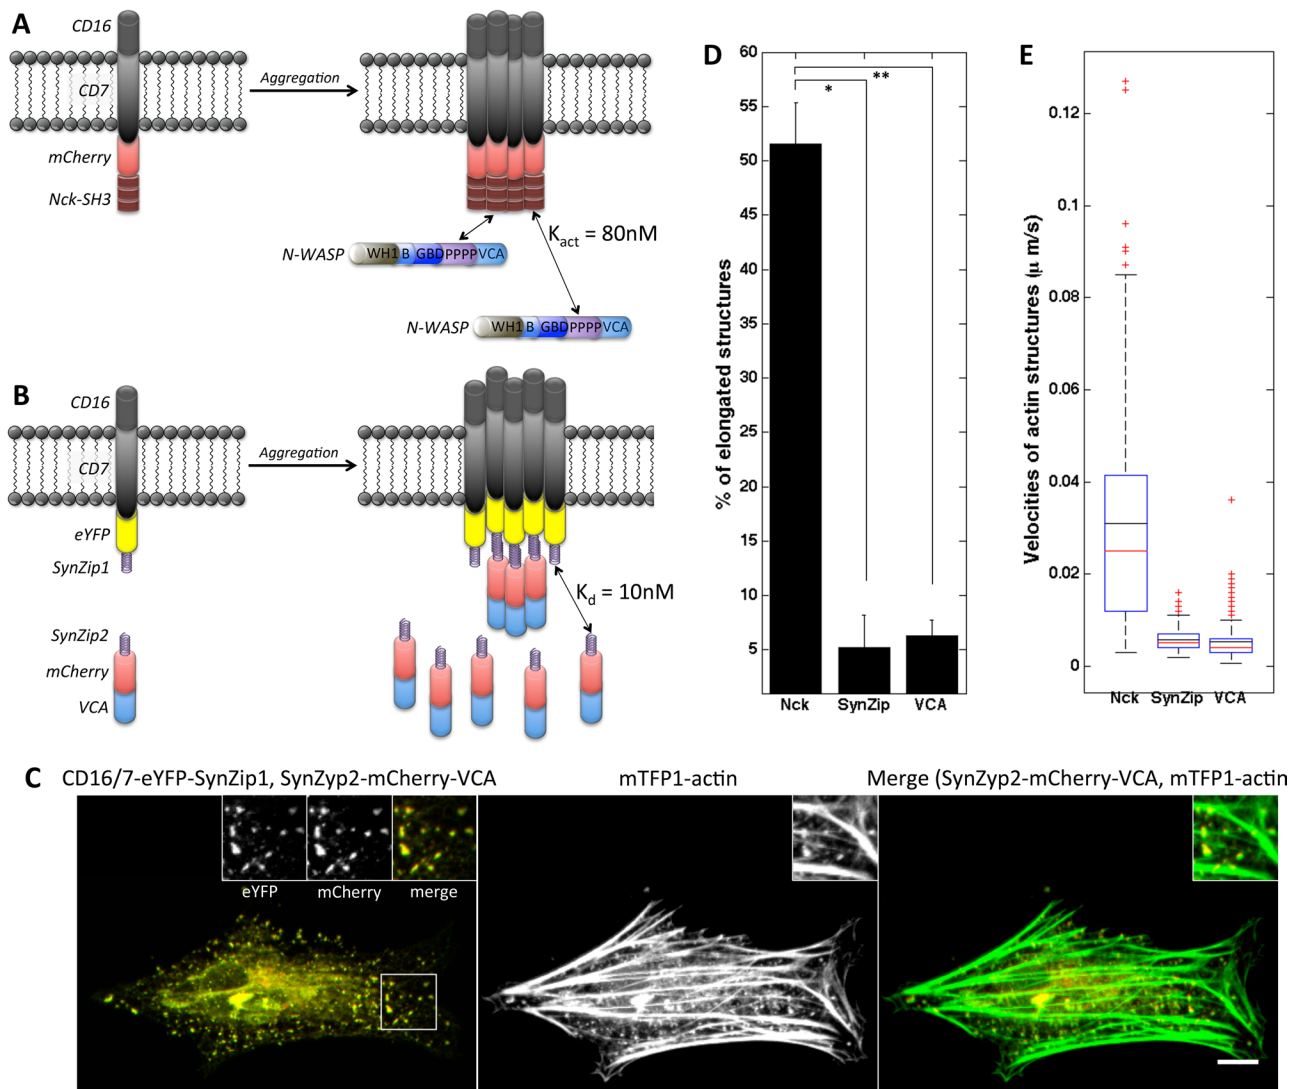 A
CD16
CD7
mCherry
Nck-SH3
Aggregation
Kact = 80nM
N-WASP
WH1 B GBD PPPP VCA
N-WASP
WH1 B GBD PPPP VCA
B
CD16
CD7
eYFP
SynZip1
SynZip2
mCherry
VCA
Aggregation
Kd = 10nM
D
% of elongated structures
60
55
50
45
40
35
30
25
20
15
10
5
*
**
Nck SynZip VCA
E
Velocities of actin structures (μ m/s)
0.12
0.1
0.08
0.06
0.04
0.02
0
Nck SynZip VCA
C
CD16/7-eYFP-SynZip1, SynZyp2-mCherry-VCA
mTFP1-actin
Merge (SynZyp2-mCherry-VCA, mTFP1-actin
eYFP mCherry merge